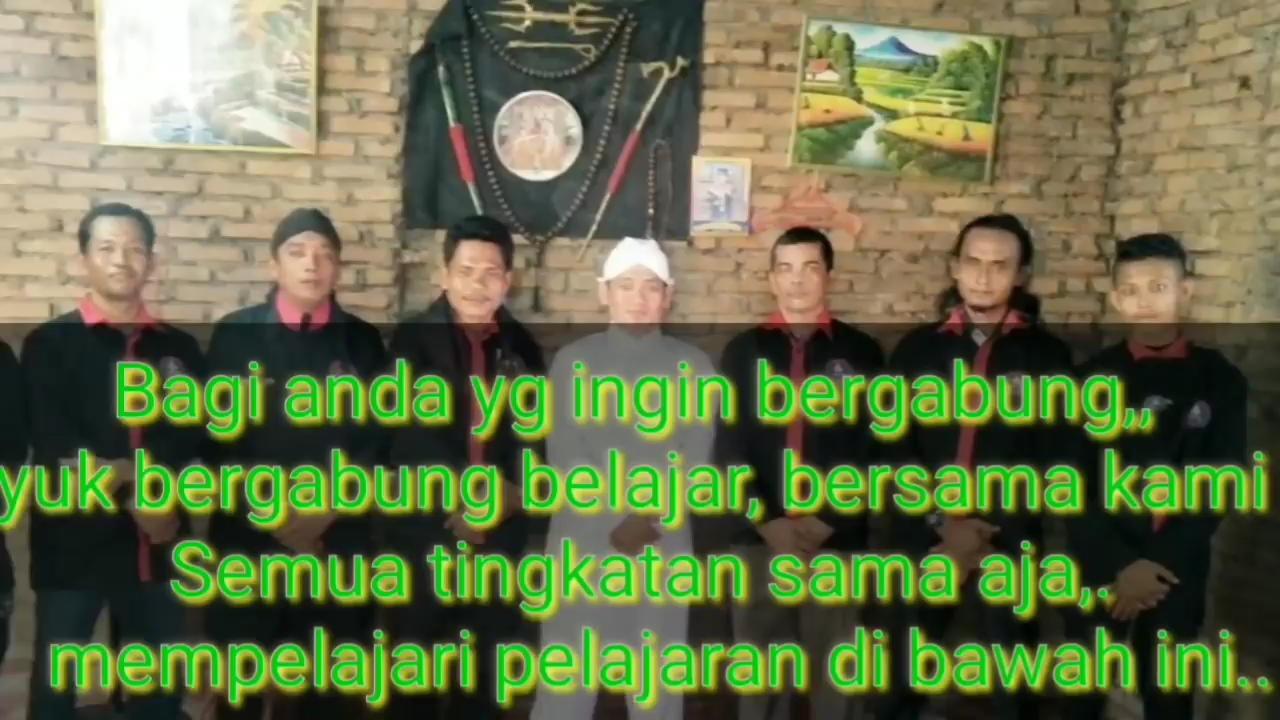 Bagi anda yg ingin bergabung,,
yuk bergabung belajar, bersama kami
Semua tingkatan sama aja,.
mempelajari pelajaran di bawah ini..